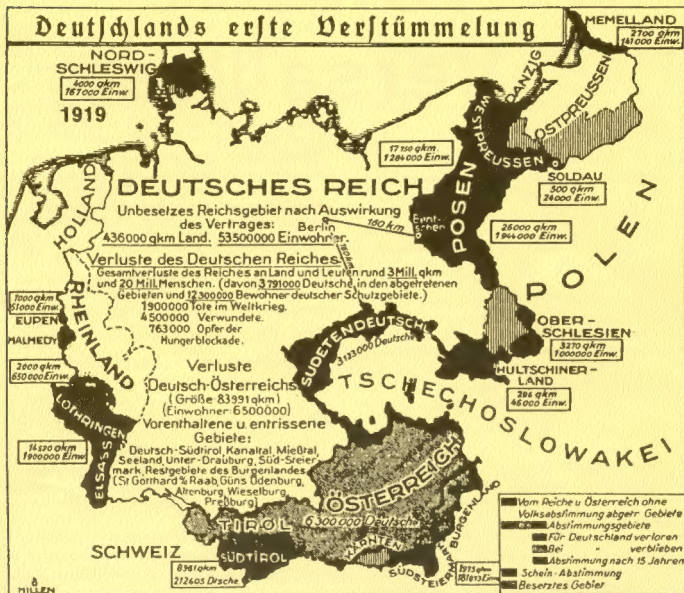 Deutschlands erste Verstümmelung
MEMELLAND
2700 qkm
141000 Einw.
NORD-
SCHLESWIG
4000 qkm
167000 Einw.
1919
DANZIG
WESTPREUSSEN
OSTPREUSSEN
17150 qkm
1284000 Einw.
SOLDAU
500 qkm
24000 Einw.
HOLLAND
DEUTSCHES REICH
Unbesetzes Reichsgebiet nach Auswirkung
des Vertrages:
436000 qkm Land. 53500000 Einwohner.
Berlin
160 km
POSEN
26000 qkm
1944000 Einw.
POLEN
Verluste des Deutschen Reiches
Gesamtverluste des Reiches an Land und Leuten rund 3 Mill. qkm
und 20 Mill. Menschen. (davon 3791000 Deutsche in den abgetretenen
Gebieten und 12300000 Bewohner deutscher Schutzgebiete.)
1900000 Tote im Weltkrieg.
4500000 Verwundete.
763000 Opfer der
Hungerblockade.
1000 qkm
EUPEN
MALMEDY
RHEINLAND
OBER-
SCHLESIEN
3270 qkm
1000000 Einw.
2000 qkm
650000 Einw.
SUDETENDEUTSCHL.
3123000 Deutsche
HULTSCHINER-
LAND
286 qkm
46000 Einw.
TSCHECHOSLOWAKEI
Verluste
Deutsch-Österreichs
(Größe 83991 qkm)
(Einwohner 6500000)
Vorenthaltene u. entrissene
Gebiete:
Deutsch-Südtirol, Kanaltal, Mießtal,
Seeland, Unter-Drauburg, Süd-Steier
mark, Restgebiet des Burgenlandes
(St Gotthard a/Raab, Güns Ödenburg,
Altenburg Wieselburg
Preßburg)
LOTHRINGEN
ELSASS
14520 qkm
1900000 Einw.
ÖSTERREICH
6300000 Deutsche
TIROL
KÄRNTEN
BURGENLAND
SÜDSTEIERMARK
SCHWEIZ
SÜDTIROL
8981 qkm
212605 Dtsche
1975 qkm
MILLEN
Vom Reiche u Österreich ohne
Volksabstimmung abgetr Gebiete
Abstimmungsgebiete
Für Deutschland verloren
Bei " verblieben
Abstimmung nach 15 Jahren
Schein-Abstimmung
Besetztes Gebiet